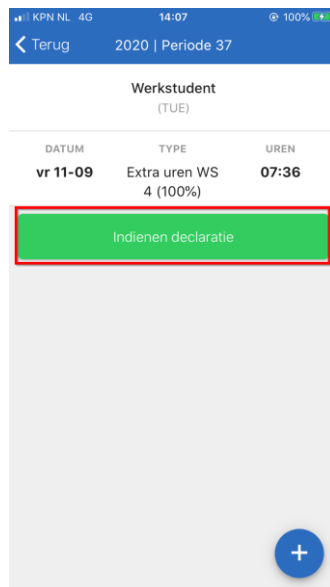 KPN NL 4G 14:07 100%
Terug 2020 | Periode 37
Werkstudent
(TUE)
DATUM TYPE UREN
vr 11-09 Extra uren WS 07:36
4 (100%)
Indienen declaratie
+